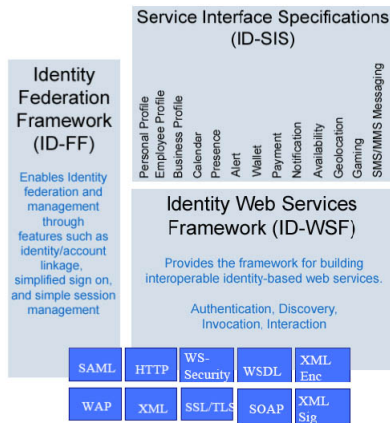 Service Interface Specifications
(ID-SIS)
Personal Profile
Employee Profile
Business Profile
Calender
Presence
Alert
Wallet
Payment
Notification
Availability
Geolocation
Gaming
SMS/MMS Messaging
Identity
Federation
Framework
(ID-FF)
Enables Identity
federation and
management
through
features such as
identity/account
linkage,
simplified sign on,
and simple session
management
Identity Web Services
Framework (ID-WSF)
Provides the framework for building
interoperable identity-based web services.
Authentication, Discovery,
Invocation, Interaction
SAML
HTTP
WS-
Security
WSDL
XML
Enc
WAP
XML
SSL/TLS
SOAP
XML
Sig